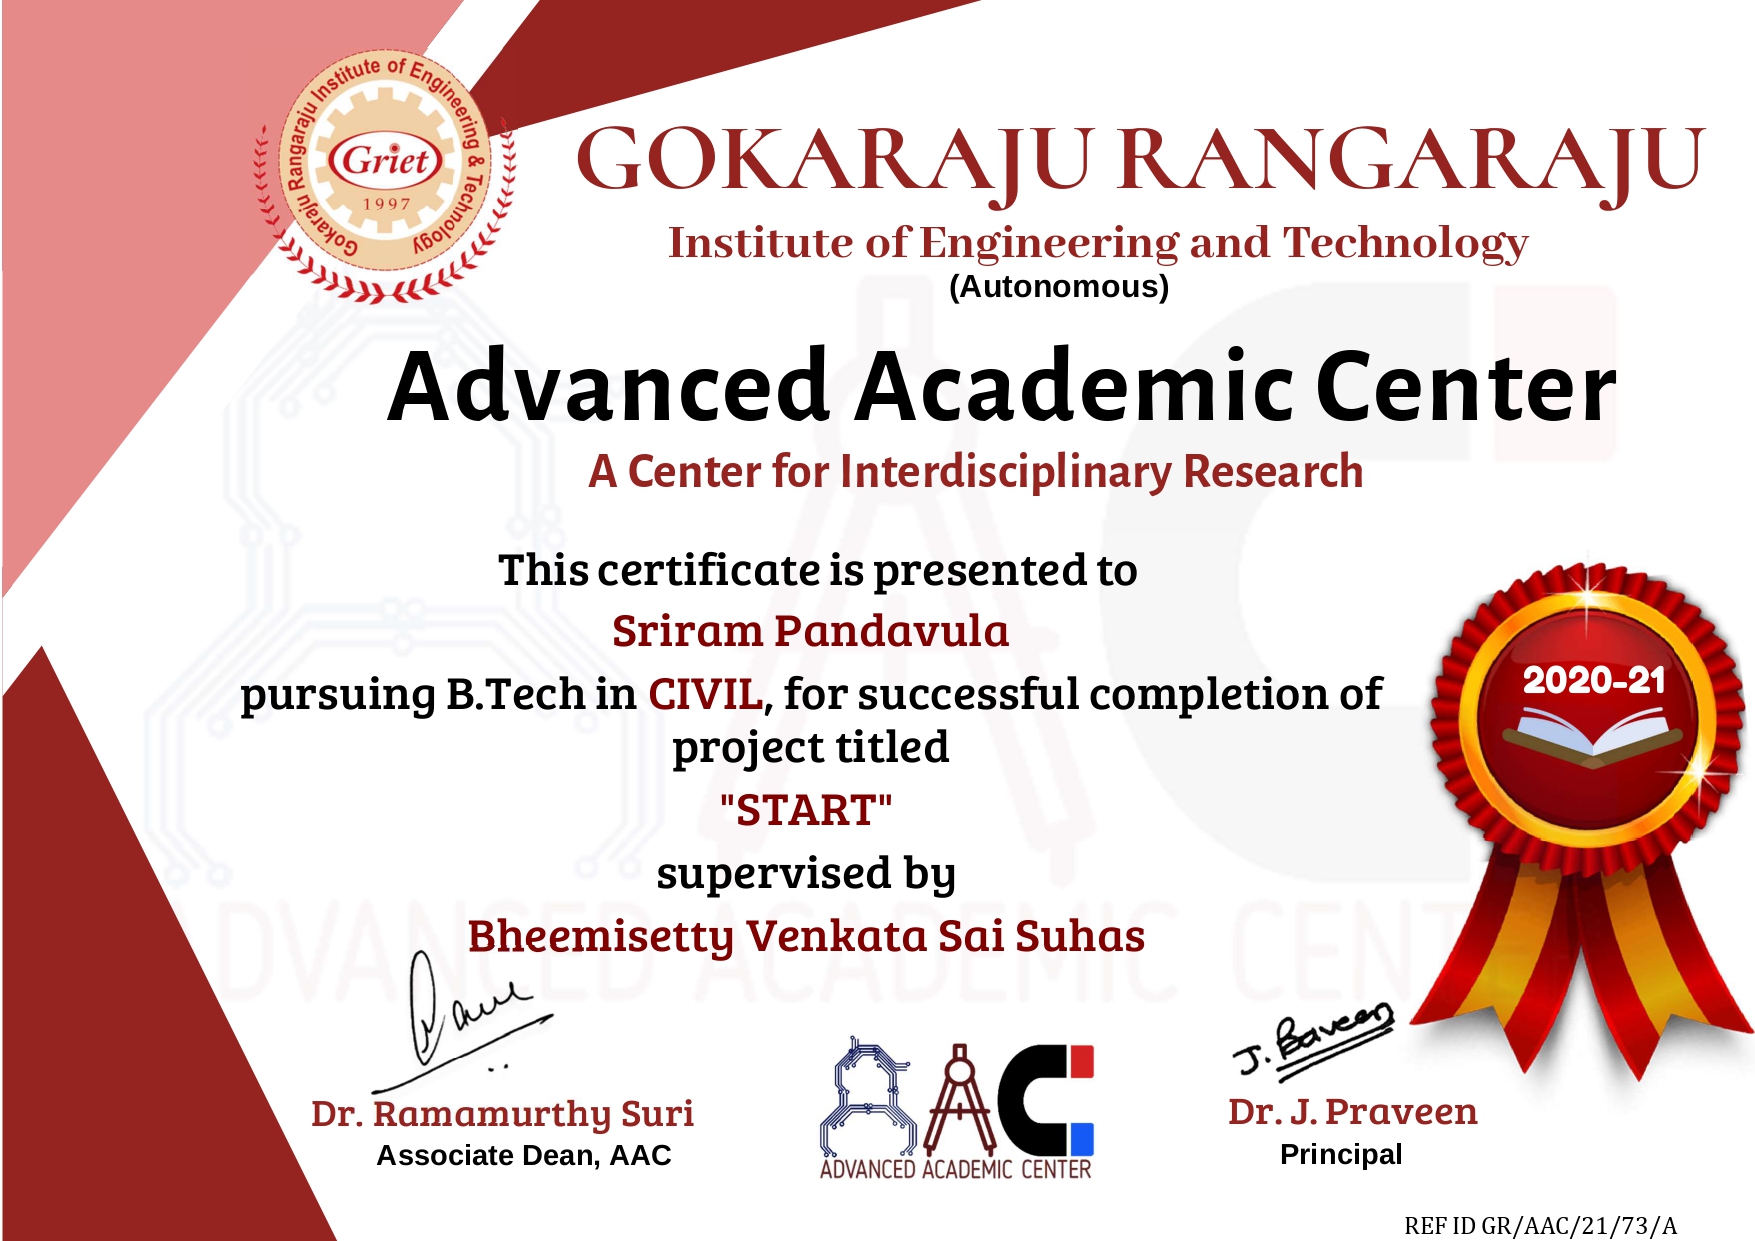 Gokaraju Rangaraju Institute of Engineering & Technology
Griet
1997
GOKARAJU RANGARAJU
Institute of Engineering and Technology
(Autonomous)
Advanced Academic Center
A Center for Interdisciplinary Research
This certificate is presented to
Sriram Pandavula
pursuing B.Tech in CIVIL, for successful completion of
project titled
"START"
supervised by
Bheemisetty Venkata Sai Suhas
2020-21
ADVANCED ACADEMIC CENTER
J. Praveen
Dr. Ramamurthy Suri
Associate Dean, AAC
AAC
ADVANCED ACADEMIC CENTER
Dr. J. Praveen
Principal
REF ID GR/AAC/21/73/A